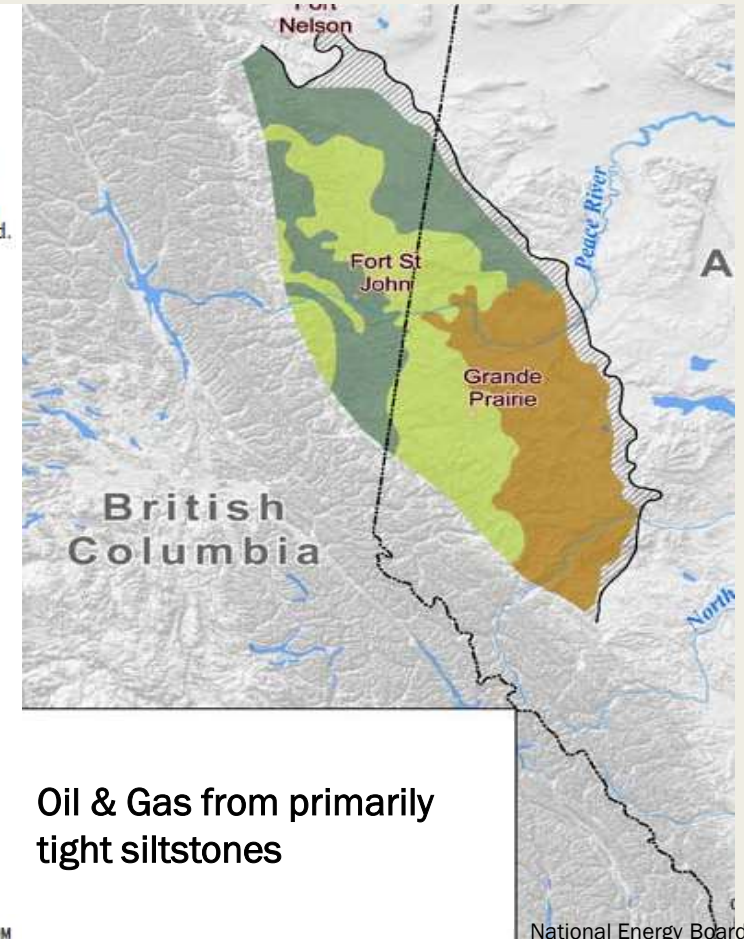 Fort
Nelson
d.
Peace River
A
Fort St
John
Grande
Prairie
British
Columbia
North
Oil & Gas from primarily
tight siltstones
M
National Energy Board